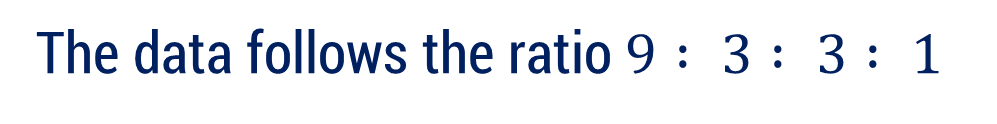 The data follows the ratio 9 : 3 : 3 : 1